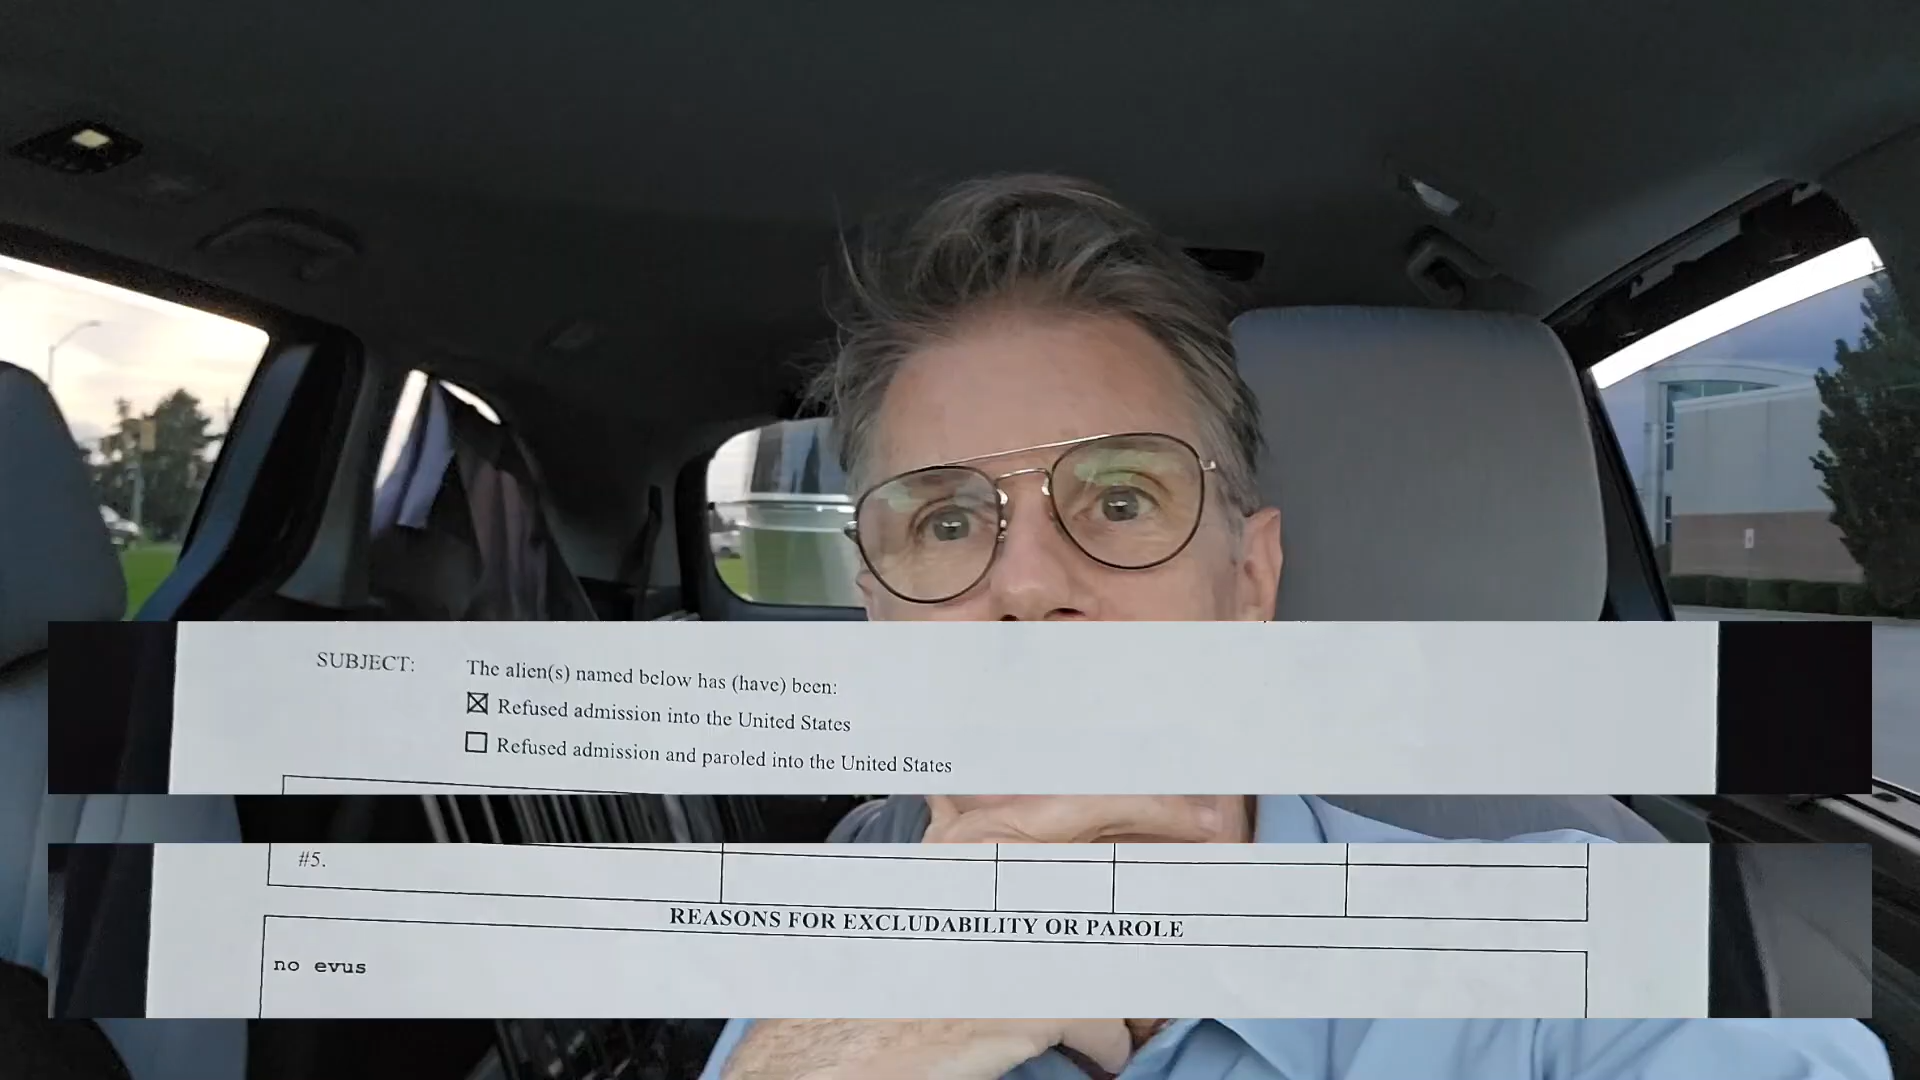 SUBJECT: The alien(s) named below has (have) been:
☒ Refused admission into the United States
☐ Refused admission and paroled into the United States
#5.
REASONS FOR EXCLUDABILITY OR PAROLE
no evus